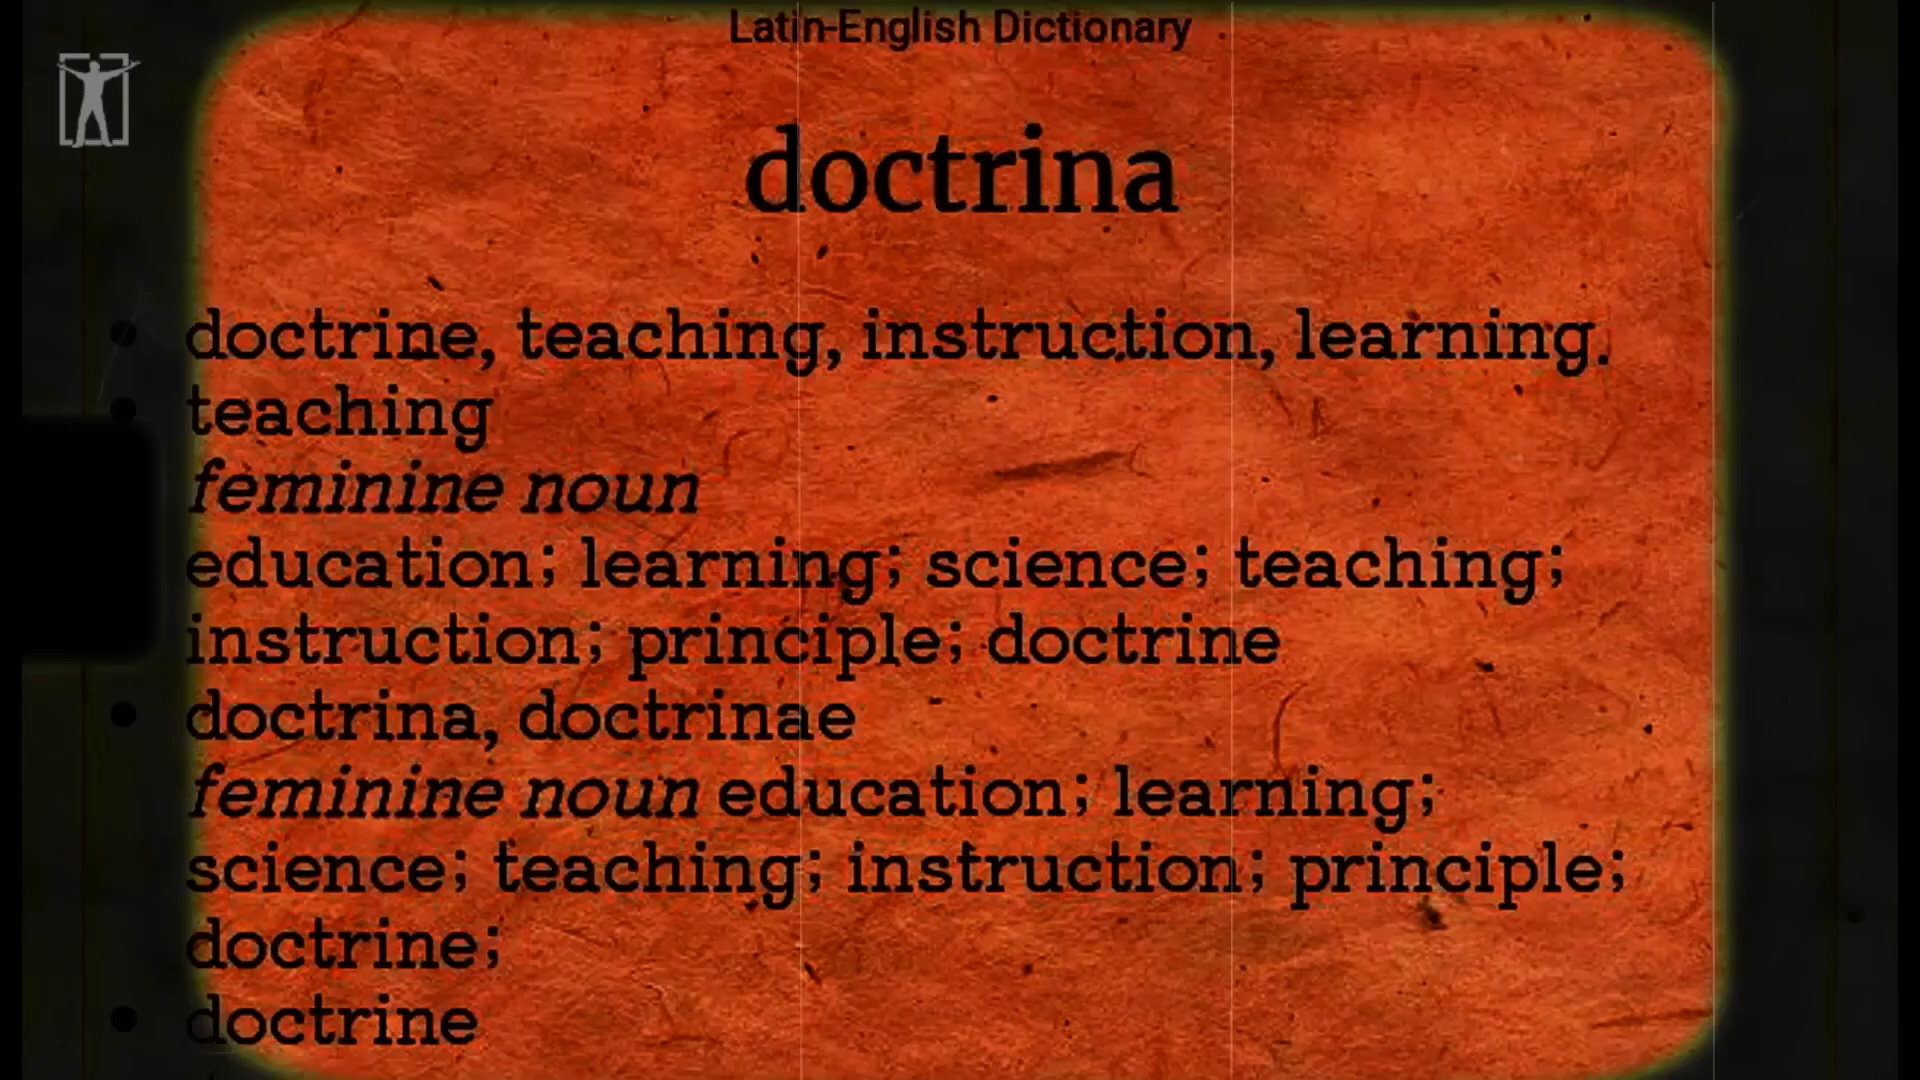 Latin-English Dictionary
doctrina
• doctrine, teaching, instruction, learning.
• teaching
feminine noun
education; learning; science; teaching;
instruction; principle; doctrine
• doctrina, doctrinae
feminine noun education; learning;
science; teaching; instruction; principle;
doctrine;
• doctrine